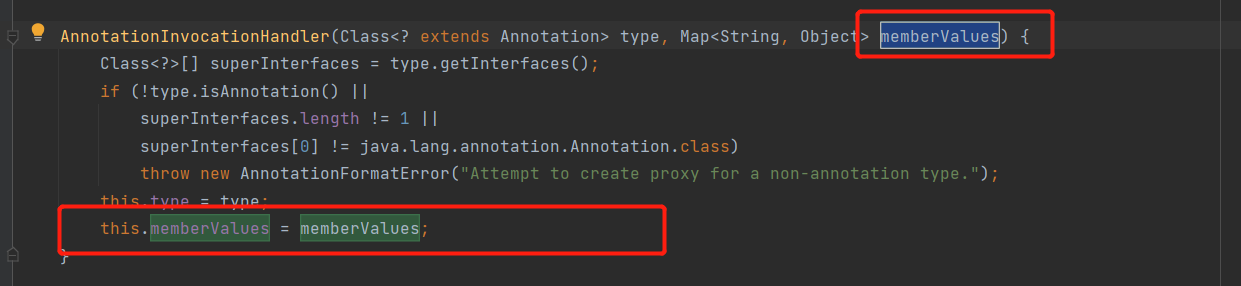 AnnotationInvocationHandler(Class<? extends Annotation> type, Map<String, Object> memberValues) {
    Class<?>[] superInterfaces = type.getInterfaces();
    if (!type.isAnnotation() ||
        superInterfaces.length != 1 ||
        superInterfaces[0] != java.lang.annotation.Annotation.class)
        throw new AnnotationFormatError("Attempt to create proxy for a non-annotation type.");
    this.type = type;
    this.memberValues = memberValues;
}